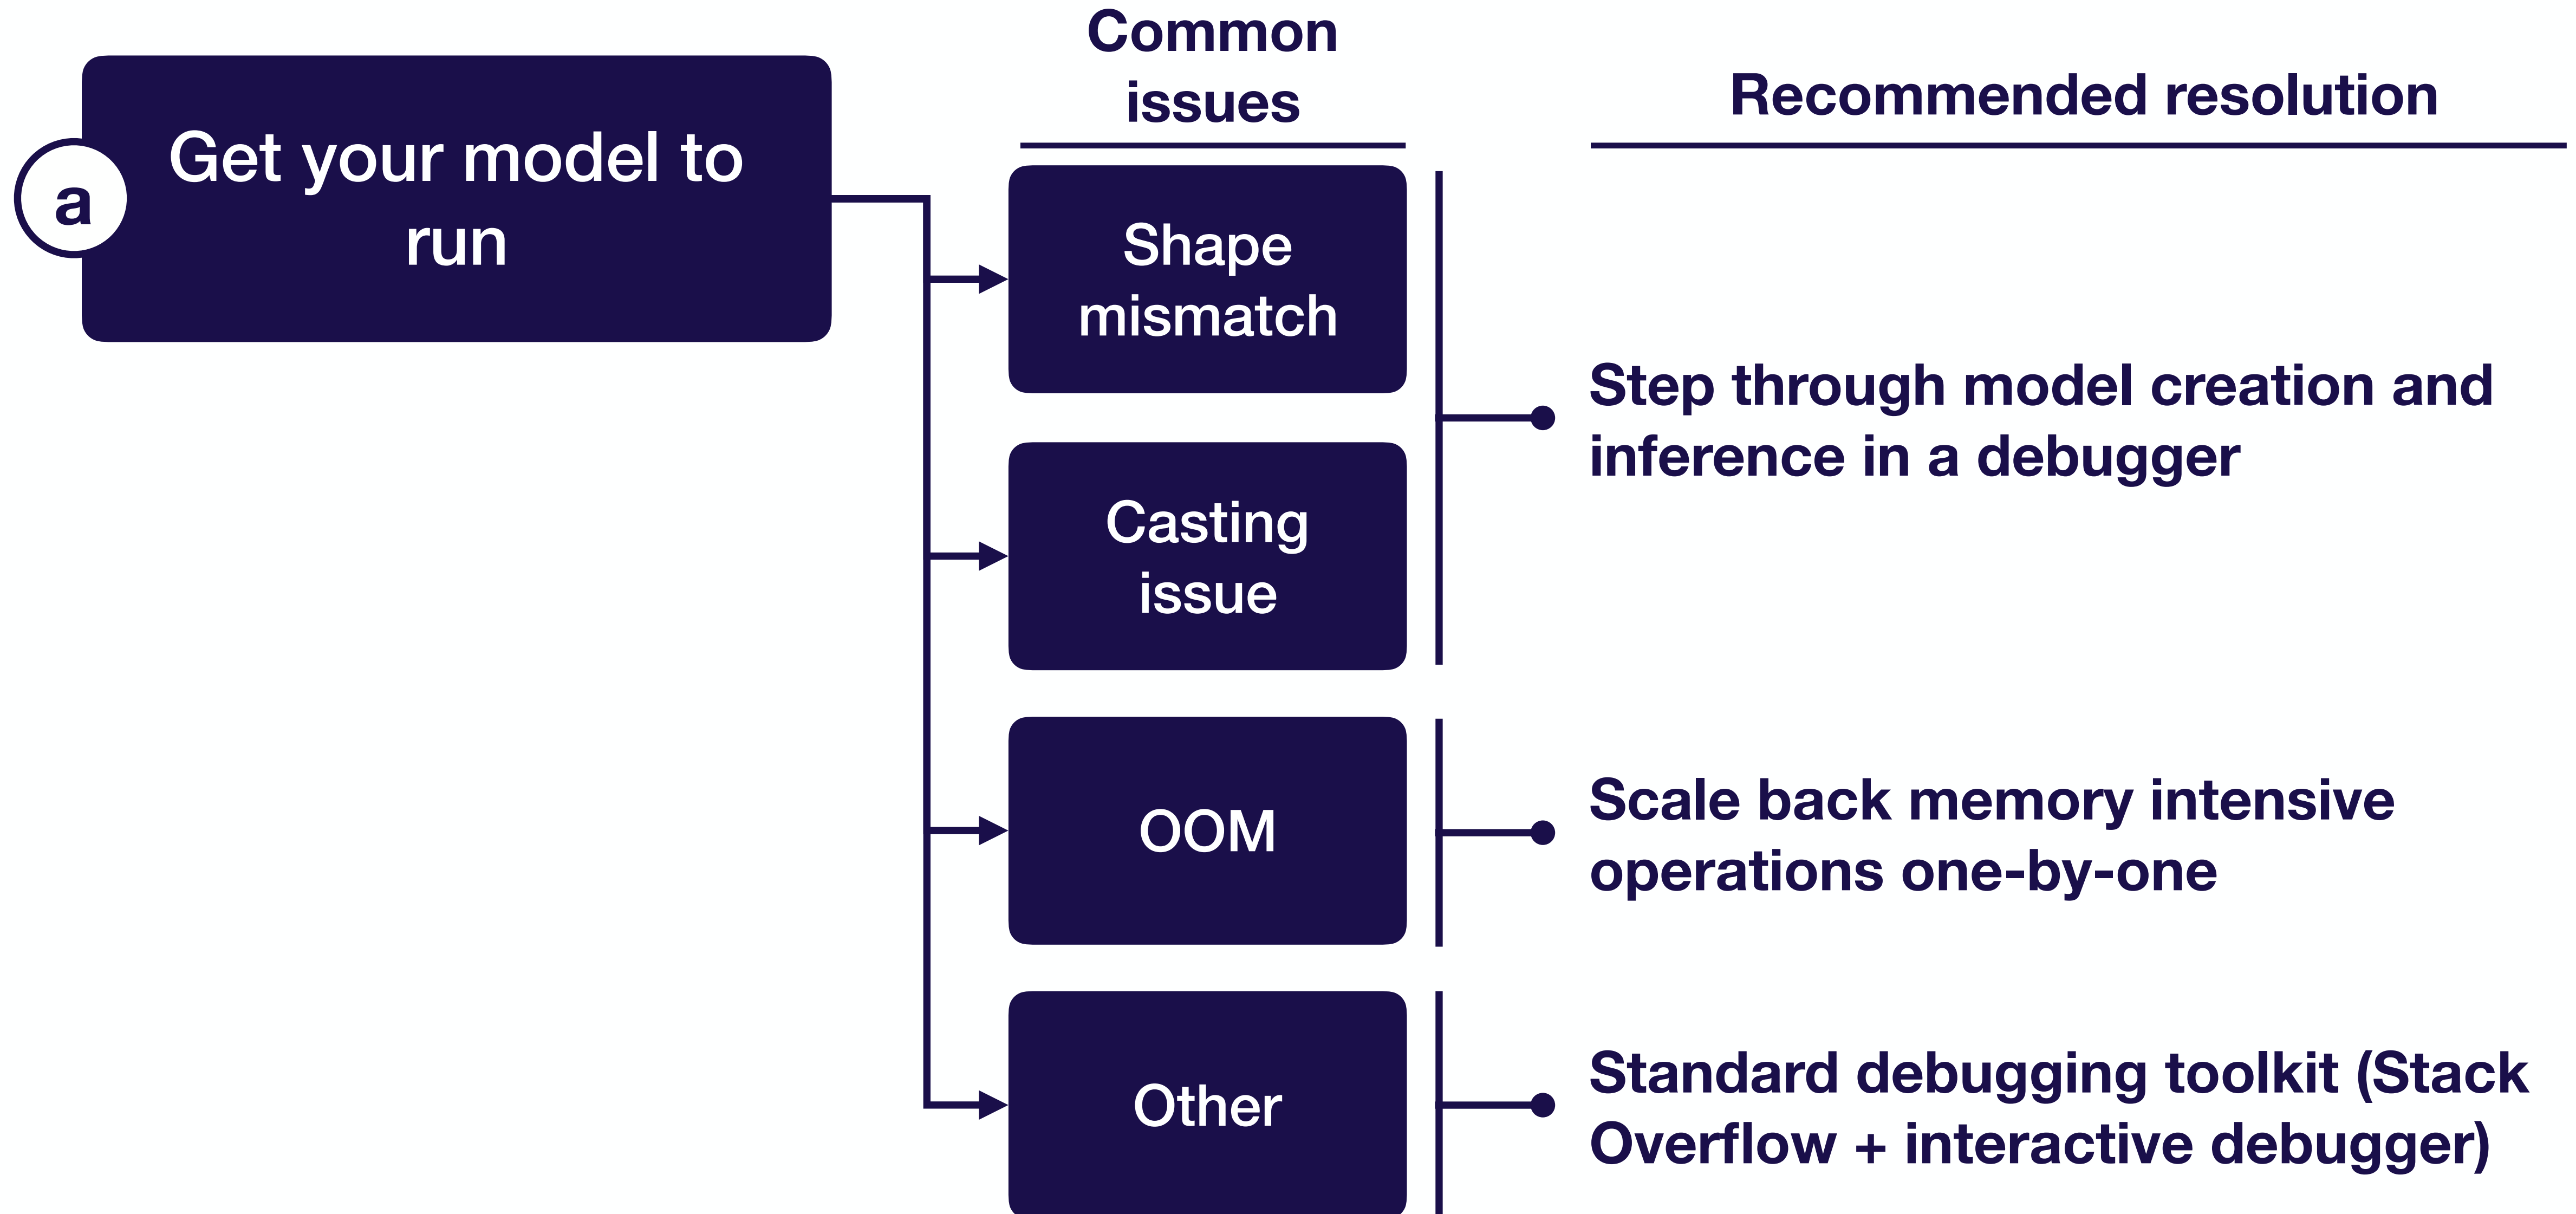 Common
issues
Recommended resolution
a
Get your model to
run
Shape
mismatch
Casting
issue
Step through model creation and
inference in a debugger
OOM
Scale back memory intensive
operations one-by-one
Other
Standard debugging toolkit (Stack
Overflow + interactive debugger)